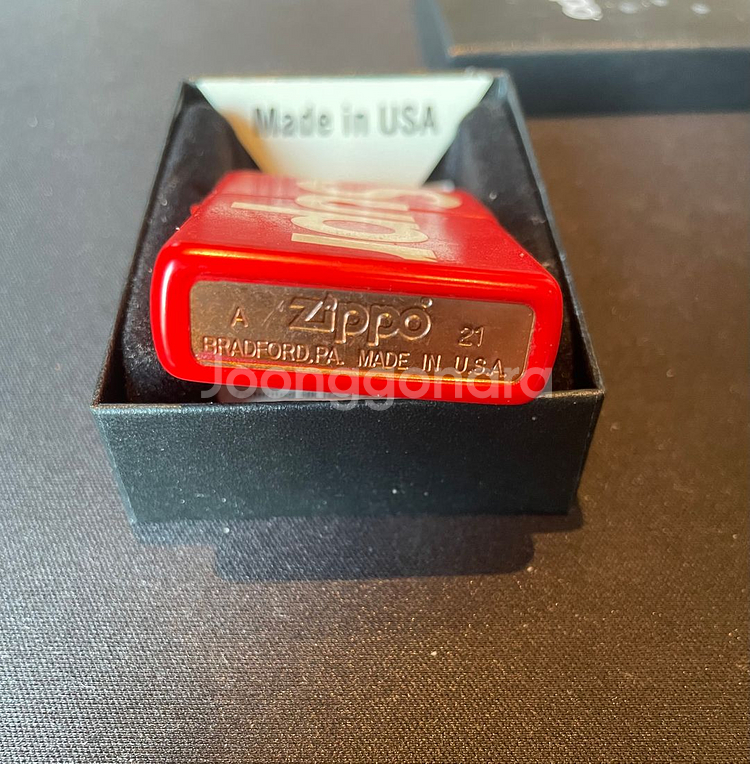 Made in USA
A Zippo 21
BRADFORD,PA. MADE IN U.S.A.
Joonggonara